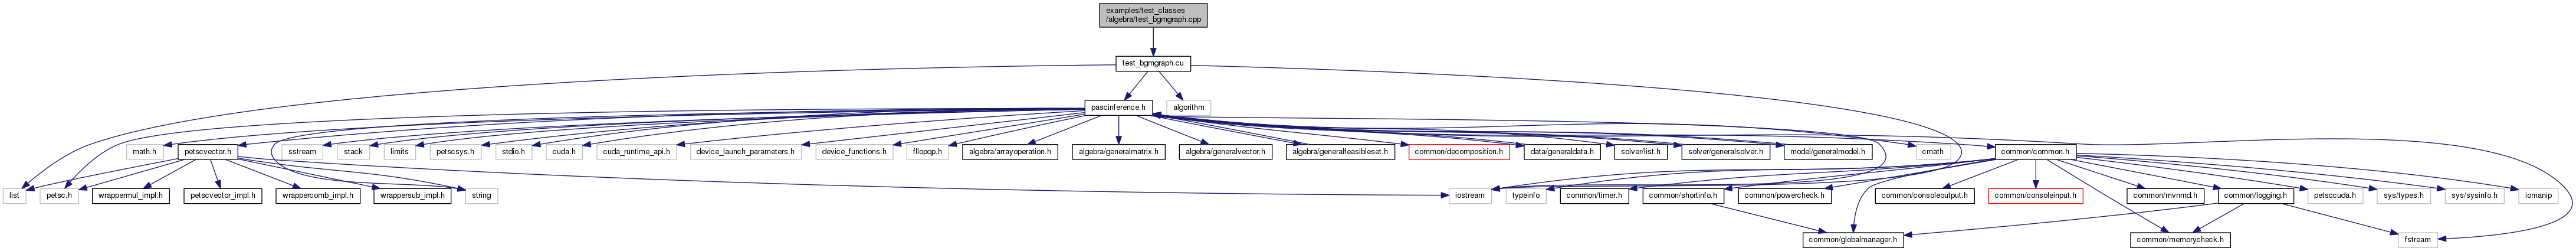 examples/test_classes
/algebra/test_bgmgraph.cpp
test_bgmgraph.cu
pascinference.h
algorithm
math.h
petscvector.h
sstream
stack
limits
petscsys.h
stdio.h
cuda.h
cuda_runtime_api.h
device_launch_parameters.h
device_functions.h
fllopqp.h
algebra/arrayoperation.h
algebra/generalmatrix.h
algebra/generalvector.h
algebra/generalfeasibleset.h
common/decomposition.h
data/generaldata.h
solver/list.h
solver/generalsolver.h
model/generalmodel.h
cmath
common/common.h
list
petsc.h
wrappermul_impl.h
petscvector_impl.h
wrappercomb_impl.h
wrappersub_impl.h
string
iostream
typeinfo
common/timer.h
common/shortinfo.h
common/powercheck.h
common/consoleoutput.h
common/consoleinput.h
common/mvnrnd.h
common/logging.h
petsccuda.h
sys/types.h
sys/sysinfo.h
iomanip
common/globalmanager.h
common/memorycheck.h
fstream